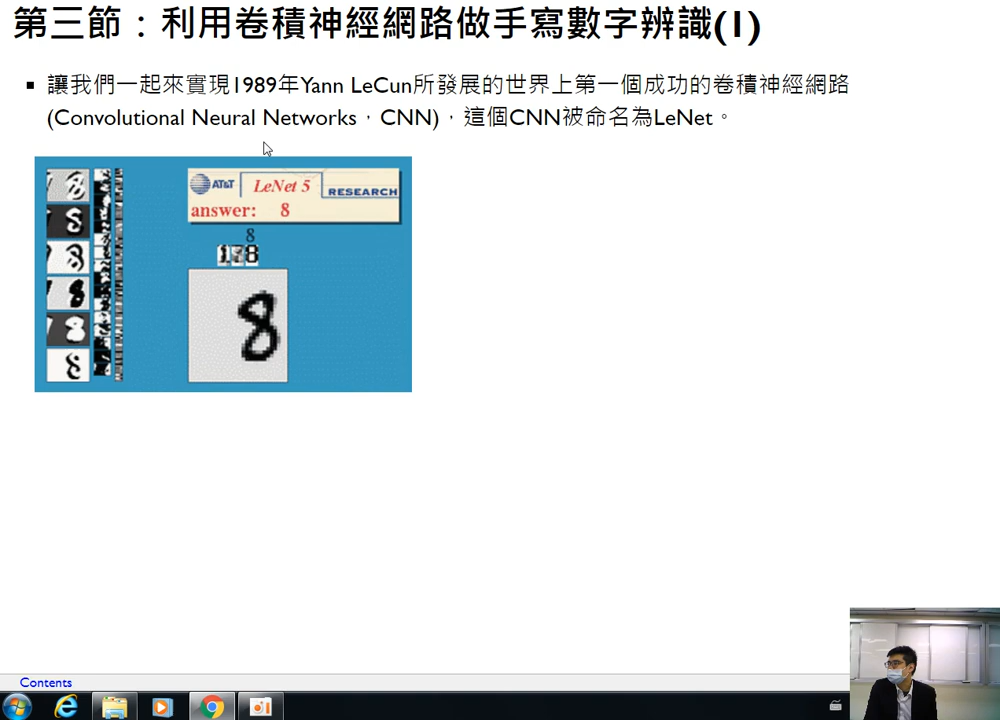 第三節：利用卷積神經網路做手寫數字辨識(1)
▪ 讓我們一起來實現1989年Yann LeCun所發展的世界上第一個成功的卷積神經網路
(Convolutional Neural Networks，CNN)，這個CNN被命名為LeNet。
AT&T LeNet 5 RESEARCH
answer: 8
8
178
8
Contents